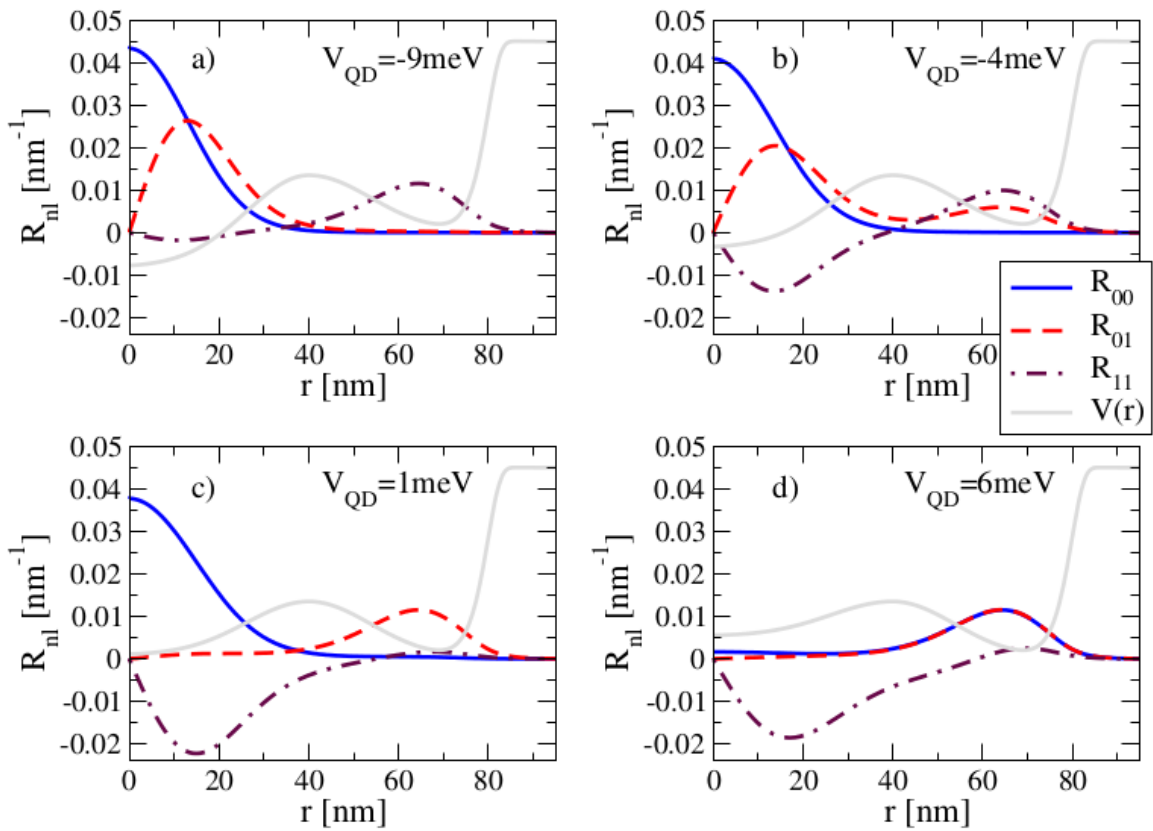 a) V_QD=-9meV
R_nl [nm^-1]
0.05
0.04
0.03
0.02
0.01
0
-0.01
-0.02
0 20 40 60 80
r [nm]
b) V_QD=-4meV
R_nl [nm^-1]
0.05
0.04
0.03
0.02
0.01
0
-0.01
-0.02
0 20 40 60 80
r [nm]
R_00
R_01
R_11
V(r)
c) V_QD=1meV
R_nl [nm^-1]
0.05
0.04
0.03
0.02
0.01
0
-0.01
-0.02
0 20 40 60 80
r [nm]
d) V_QD=6meV
R_nl [nm^-1]
0.05
0.04
0.03
0.02
0.01
0
-0.01
-0.02
0 20 40 60 80
r [nm]